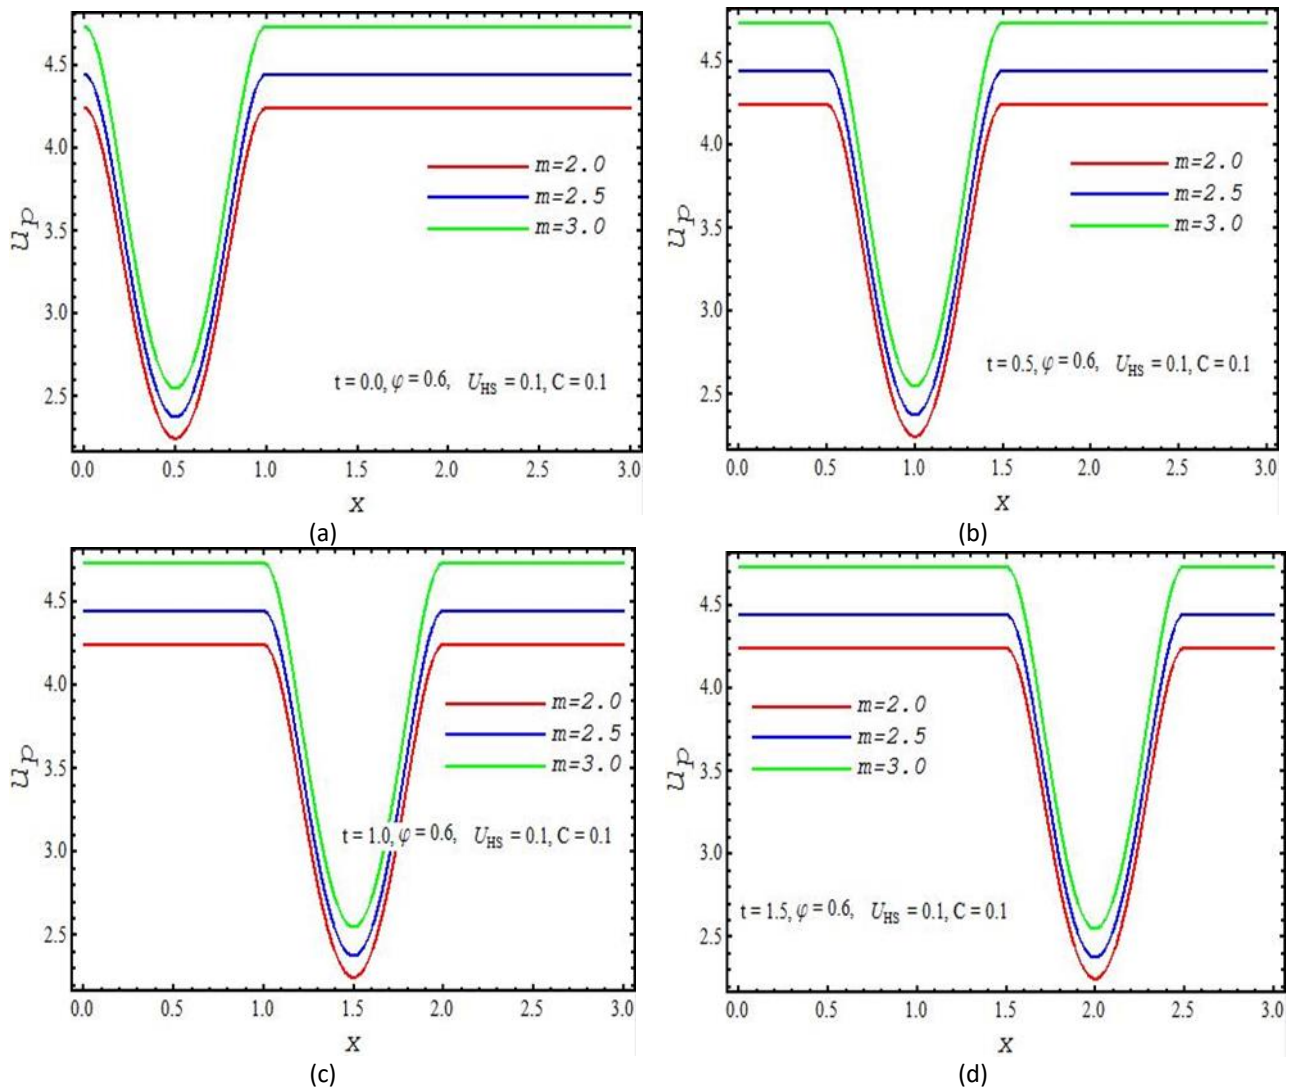 4.5
4.0
3.5
3.0
2.5
u_p
m=2.0
m=2.5
m=3.0
t = 0.0, φ = 0.6, U_HS = 0.1, C = 0.1
0.0 0.5 1.0 1.5 2.0 2.5 3.0
x
(a)
4.5
4.0
3.5
3.0
2.5
u_p
m=2.0
m=2.5
m=3.0
t = 0.5, φ = 0.6, U_HS = 0.1, C = 0.1
0.0 0.5 1.0 1.5 2.0 2.5 3.0
x
(b)
4.5
4.0
3.5
3.0
2.5
u_p
m=2.0
m=2.5
m=3.0
t = 1.0, φ = 0.6, U_HS = 0.1, C = 0.1
0.0 0.5 1.0 1.5 2.0 2.5 3.0
x
(c)
4.5
4.0
3.5
3.0
2.5
u_p
m=2.0
m=2.5
m=3.0
t = 1.5, φ = 0.6, U_HS = 0.1, C = 0.1
0.0 0.5 1.0 1.5 2.0 2.5 3.0
x
(d)